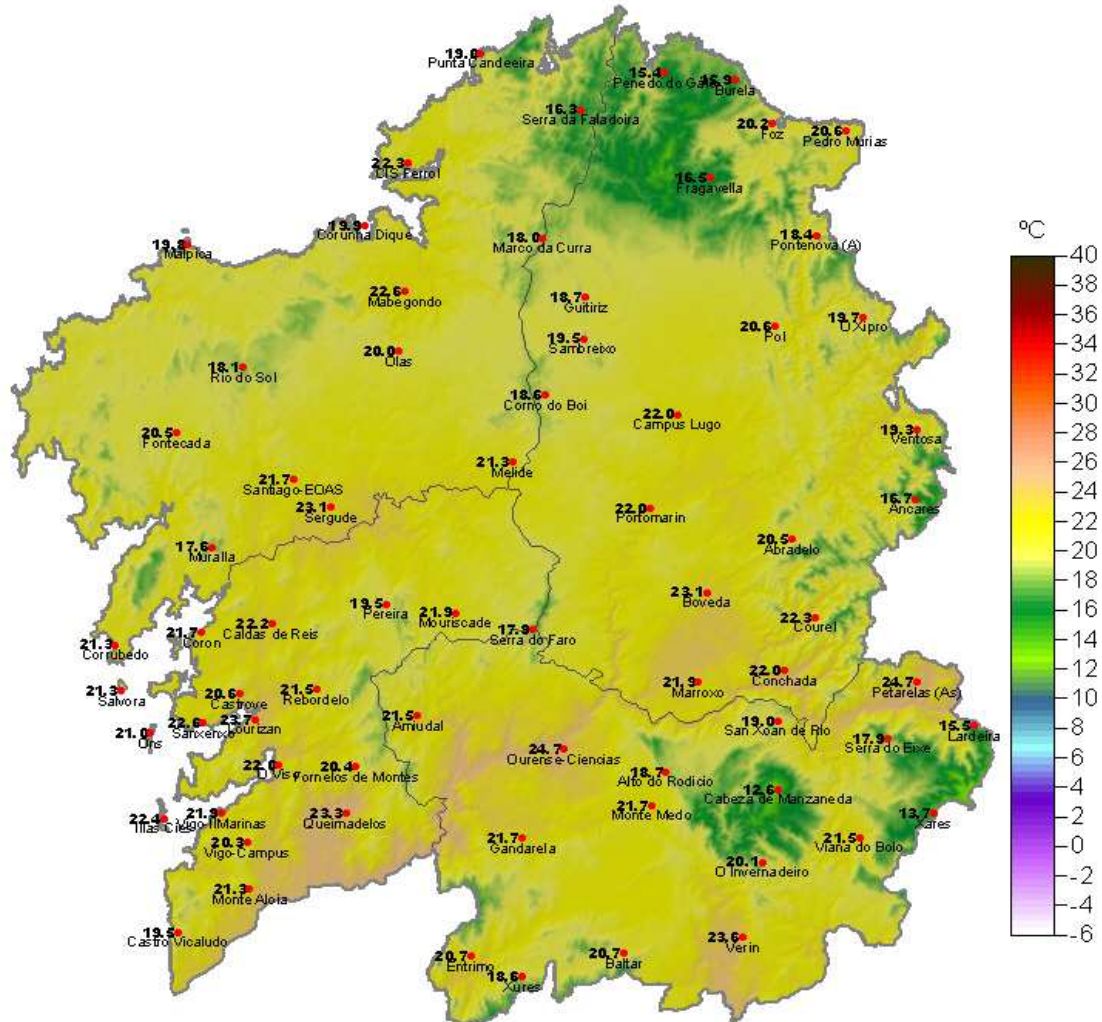 19.0
Punta Candeeira
15.4
Penedo do Galo
15.9
Burela
16.3
Serra da Faladoira
20.2
Foz
20.6
Pedro Murias
22.3
CIS Ferrol
16.5
Fragavella
19.9
Corunha Dique
19.8
Malpica
18.0
Marco da Curra
18.4
Pontenova (A)
ºC
22.6
Mabegondo
18.7
Guitiriz
20.6
Pol
19.7
O Xipro
20.0
Olas
19.5
Sambreixo
18.1
Rio do Sol
18.6
Corno do Boi
22.0
Campus Lugo
20.5
Fontecada
19.3
Ventosa
21.3
Melide
21.7
Santiago-EOAS
23.1
Sergude
22.0
Portomarin
16.7
Ancares
17.6
Muralla
20.5
Abradelo
23.1
Boveda
19.5
Pereira
21.9
Mouriscade
22.3
Courel
22.2
Caldas de Reis
21.7
Coron
17.9
Serra do Faro
21.3
Corrubedo
22.0
Conchada
21.9
Marroxo
24.7
Petarelas (As)
21.3
Salvora
20.6
Castrove
21.5
Rebordelo
22.6
Sanxenxo
23.7
Lourizan
21.5
Amiudal
19.0
San Xoan de Rio
15.5
Lardeira
21.0
Ons
17.9
Serra do Eixe
24.7
Ourense-Ciencias
22.0
O Viso
20.4
Fornelos de Montes
18.7
Alto do Rodicio
12.6
Cabeza de Manzaneda
22.4
Illas Cies
21.9
Vigo-IIMarinas
23.3
Queimadelos
21.7
Monte Medo
13.7
Xares
20.3
Vigo-Campus
21.7
Gandarela
21.5
Viana do Bolo
20.1
O Invernadeiro
21.3
Monte Aloia
19.5
Castro Vicaludo
23.6
Verin
20.7
Entrimo
20.7
Baltar
18.6
Xures
40
38
36
34
32
30
28
26
24
22
20
18
16
14
12
10
8
6
4
2
0
-2
-4
-6